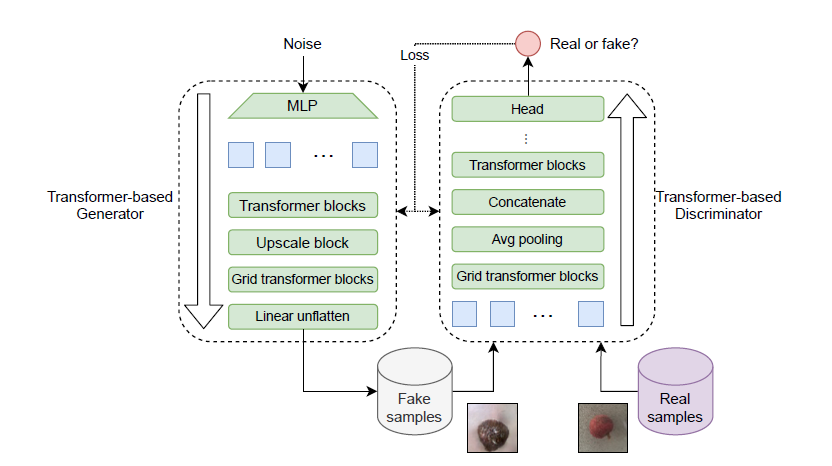 Noise
Loss
Real or fake?
MLP
...
Transformer-based
Generator
Transformer blocks
Upscale block
Grid transformer blocks
Linear unflatten
Head
...
Transformer blocks
Concatenate
Avg pooling
Grid transformer blocks
...
Transformer-based
Discriminator
Fake
samples
Real
samples